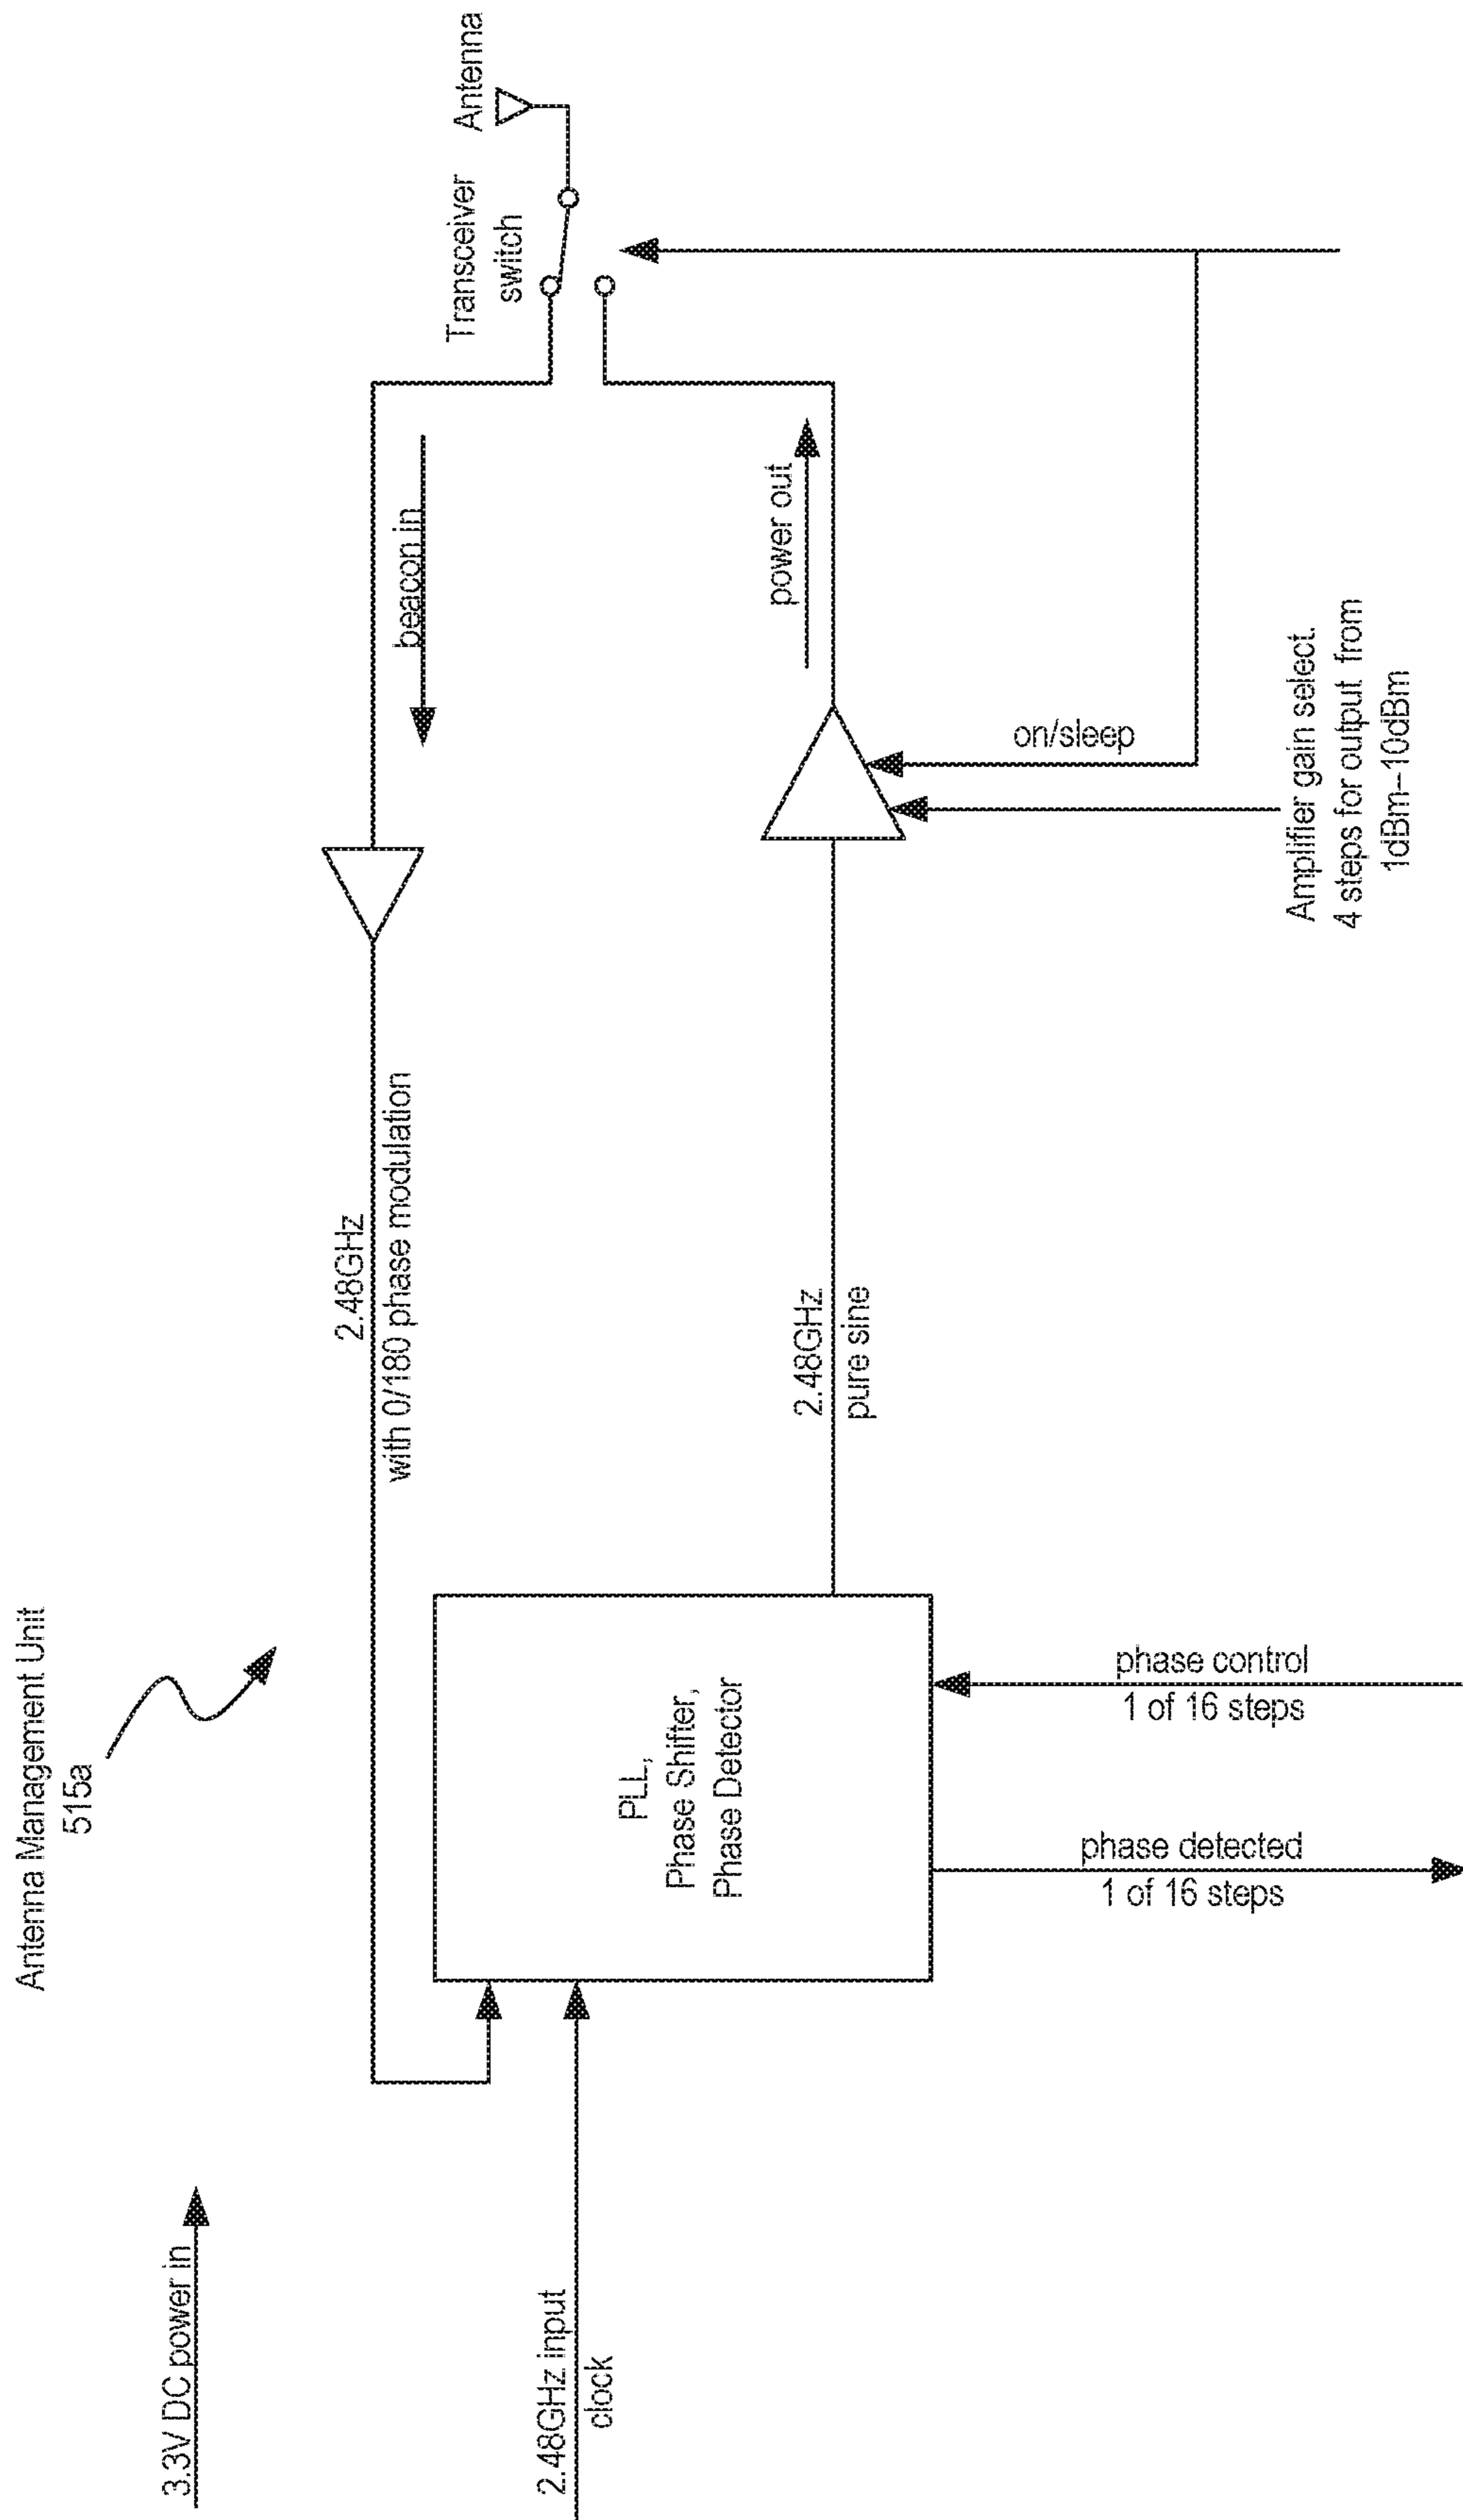 Antenna Management Unit
515a
3.3V DC power in
2.48GHz
with 0/180 phase modulation
beacon in
Transceiver
switch
Antenna
2.48GHz input
clock
PLL,
Phase Shifter,
Phase Detector
2.48GHz
pure sine
power out
on/sleep
phase detected
1 of 16 steps
phase control
1 of 16 steps
Amplifier gain select.
4 steps for output from
1dBm–10dBm